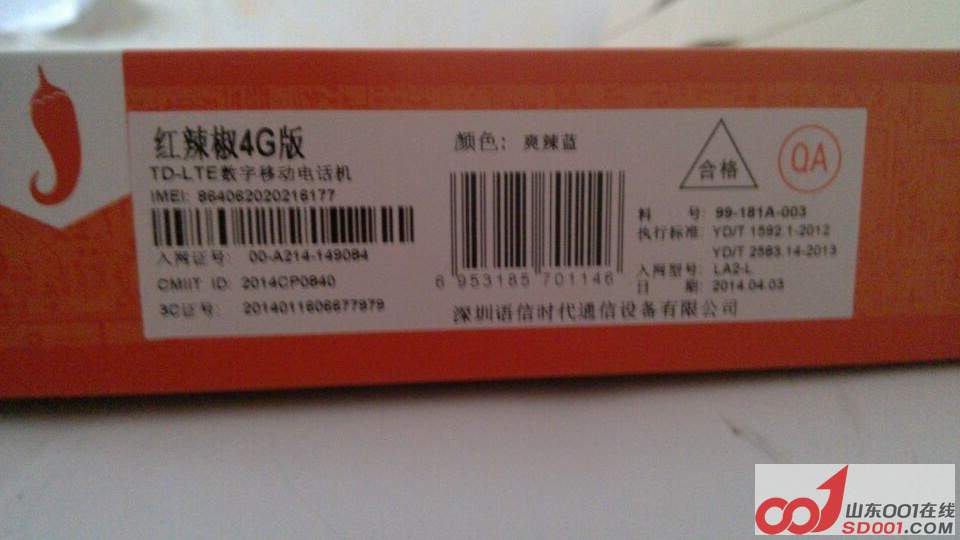 红辣椒4G版
TD-LTE数字移动电话机
IMEI: 864062020216177
入网证号: 00-A214-149084
CMIIT ID: 2014CP0840
3C证号: 2014011606677979
颜色: 爽辣蓝
6 953185 701146
深圳语信时代通信设备有限公司
合格
QA
料 号: 99-181A-003
执行标准: YD/T 1592.1-2012
YD/T 2583.14-2013
入网型号: LA2-L
日 期: 2014.04.03
山东001在线
SD001.COM